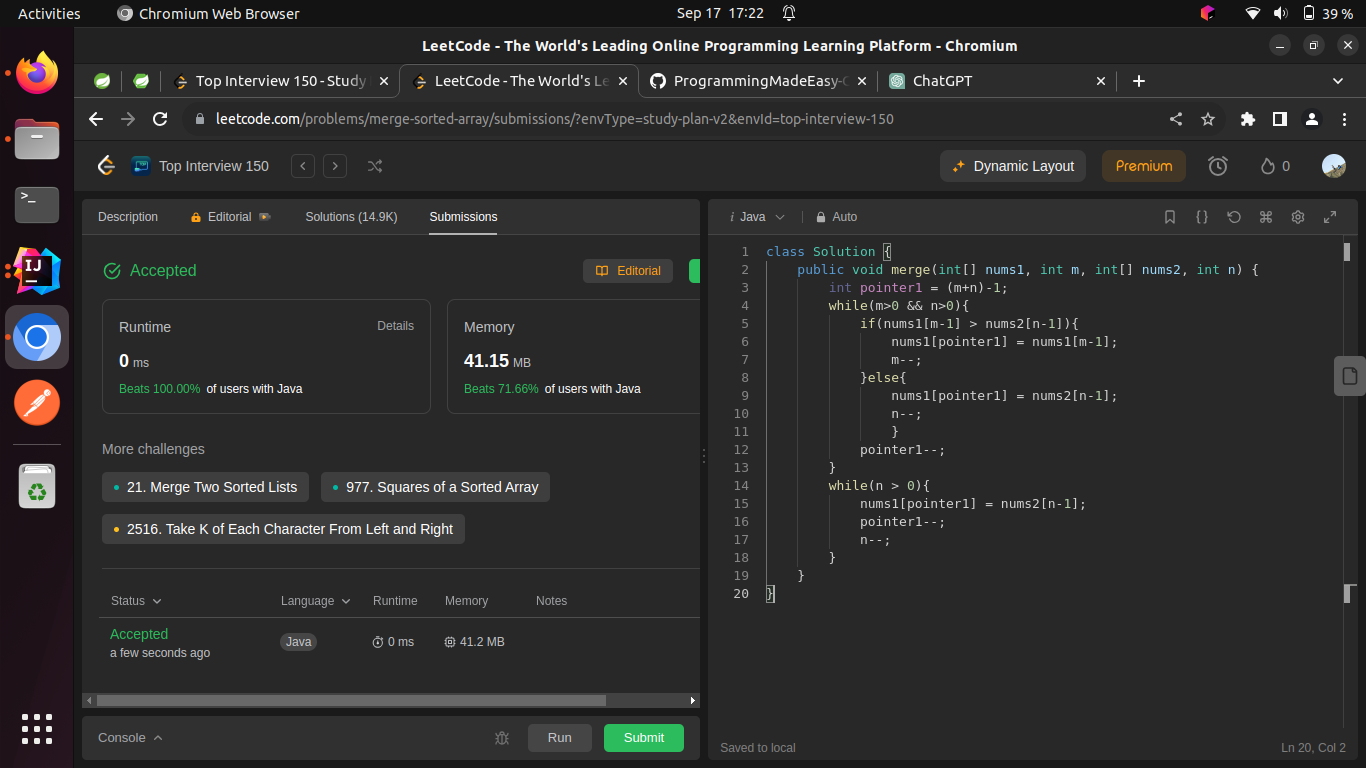 Activities Chromium Web Browser Sep 17 17:22 39 %
LeetCode - The World's Leading Online Programming Learning Platform - Chromium
Top Interview 150 - Study LeetCode - The World's Le ProgrammingMadeEasy- ChatGPT
leetcode.com/problems/merge-sorted-array/submissions/?envType=study-plan-v2&envId=top-interview-150
Top Interview 150 Dynamic Layout Premium 0
Description Editorial Solutions (14.9K) Submissions
Accepted Editorial
Runtime Details
0 ms
Beats 100.00% of users with Java
Memory
41.15 MB
Beats 71.66% of users with Java
More challenges
21. Merge Two Sorted Lists 977. Squares of a Sorted Array
2516. Take K of Each Character From Left and Right
Status Language Runtime Memory Notes
Accepted Java 0 ms 41.2 MB
a few seconds ago
Console Run Submit
i Java Auto
1 class Solution {
2 public void merge(int[] nums1, int m, int[] nums2, int n) {
3 int pointer1 = (m+n)-1;
4 while(m>0 && n>0){
5 if(nums1[m-1] > nums2[n-1]){
6 nums1[pointer1] = nums1[m-1];
7 m--;
8 }else{
9 nums1[pointer1] = nums2[n-1];
10 n--;
11 }
12 pointer1--;
13 }
14 while(n > 0){
15 nums1[pointer1] = nums2[n-1];
16 pointer1--;
17 n--;
18 }
19 }
20 }
Saved to local Ln 20, Col 2
>_
IJ